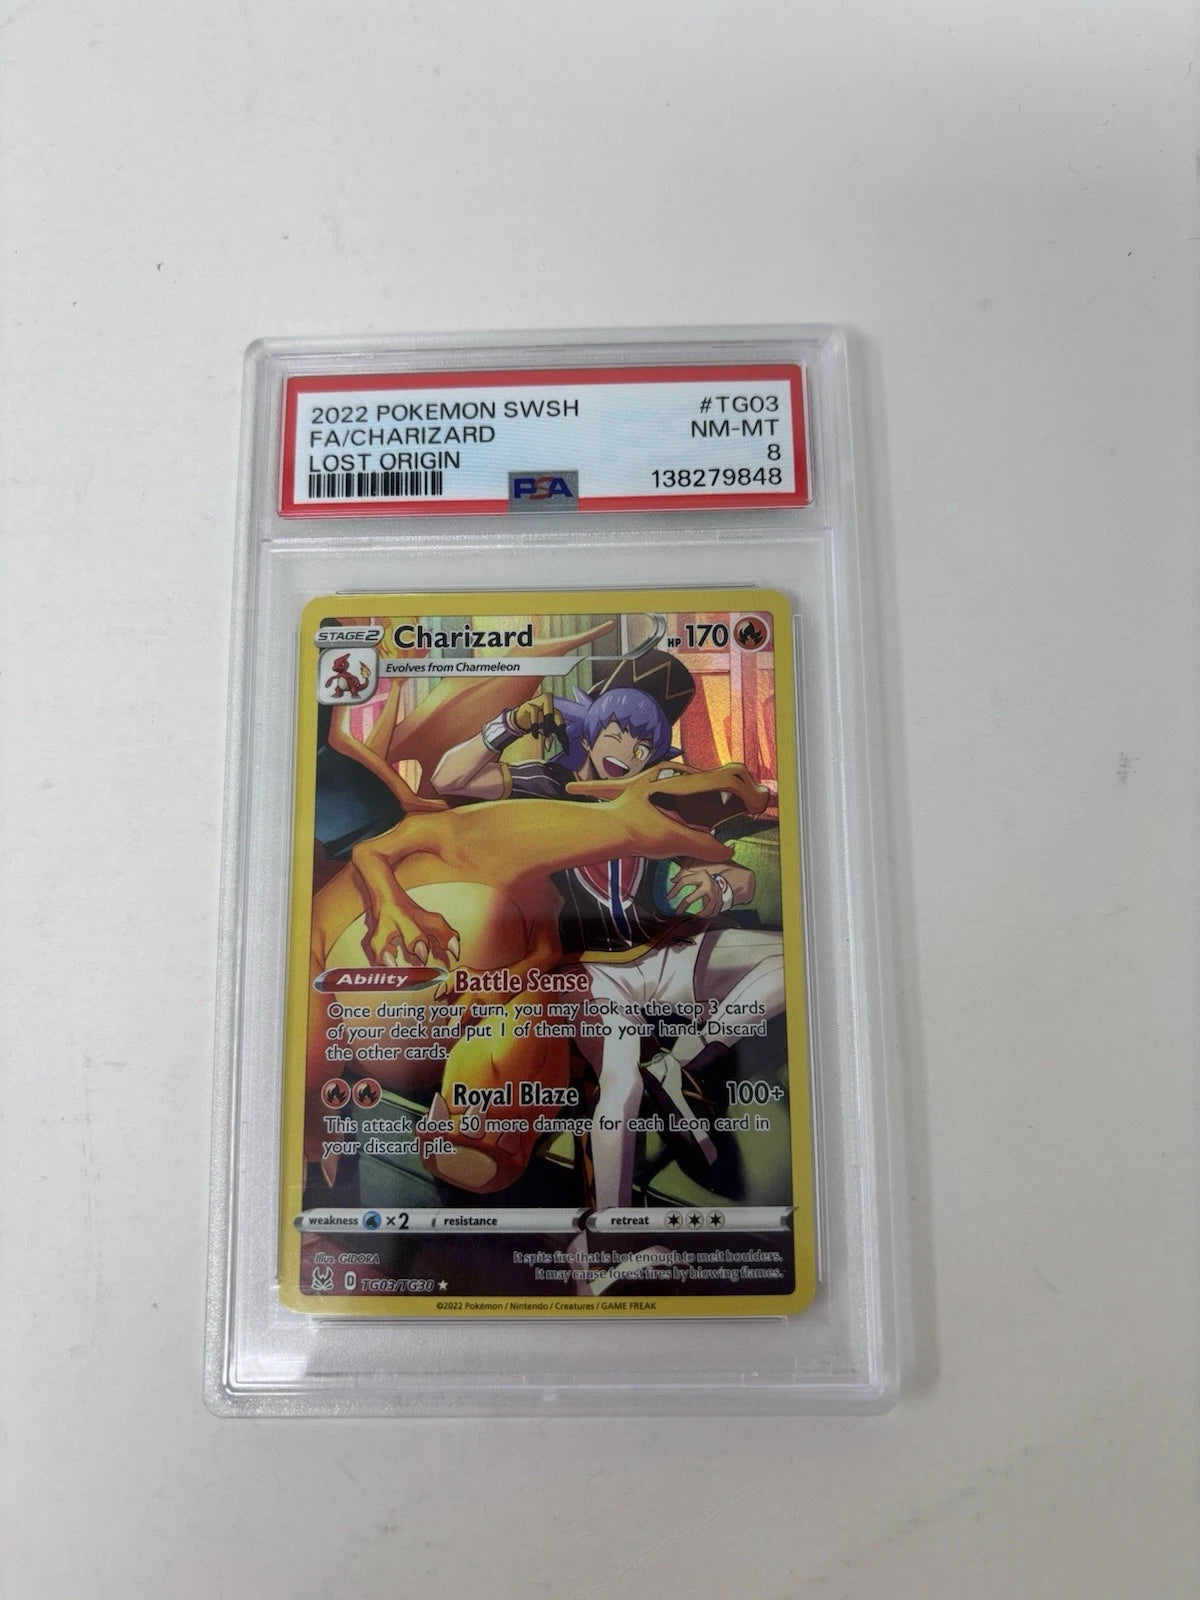 2022 POKEMON SWSH #TG03
FA/CHARIZARD NM-MT
LOST ORIGIN 8
PSA 138279848
STAGE2 Charizard HP 170
Evolves from Charmeleon
Ability Battle Sense
Once during your turn, you may look at the top 3 cards
of your deck and put 1 of them into your hand. Discard
the other cards.
Royal Blaze 100+
This attack does 50 more damage for each Leon card in
your discard pile.
weakness ×2 resistance retreat
Illus. GIDORA
It spits fire that is hot enough to melt boulders.
It may cause forest fires by blowing flames.
D TG03/TG30 ★
©2022 Pokémon / Nintendo / Creatures / GAME FREAK